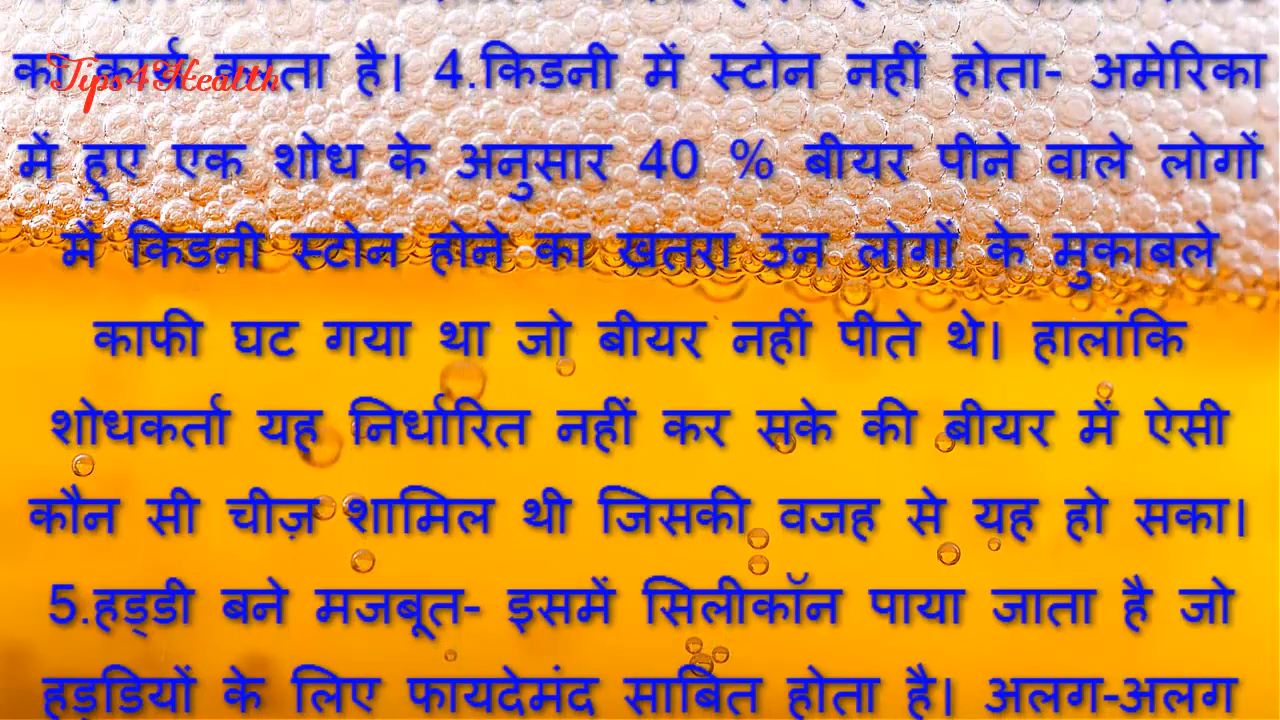 का कार्य करता है। 4.किडनी में स्टोन नहीं होता- अमेरिका
Tips4Health
में हुए एक शोध के अनुसार 40 % बीयर पीने वाले लोगों
में किडनी स्टोन होने का खतरा उन लोगों के मुकाबले
काफी घट गया था जो बीयर नहीं पीते थे। हालांकि
शोधकर्ता यह निर्धारित नहीं कर सके की बीयर में ऐसी
कौन सी चीज़ शामिल थी जिसकी वजह से यह हो सका।
5.हड्डी बने मजबूत- इसमें सिलीकॉन पाया जाता है जो
हड्डियों के लिए फायदेमंद साबित होता है। अलग-अलग